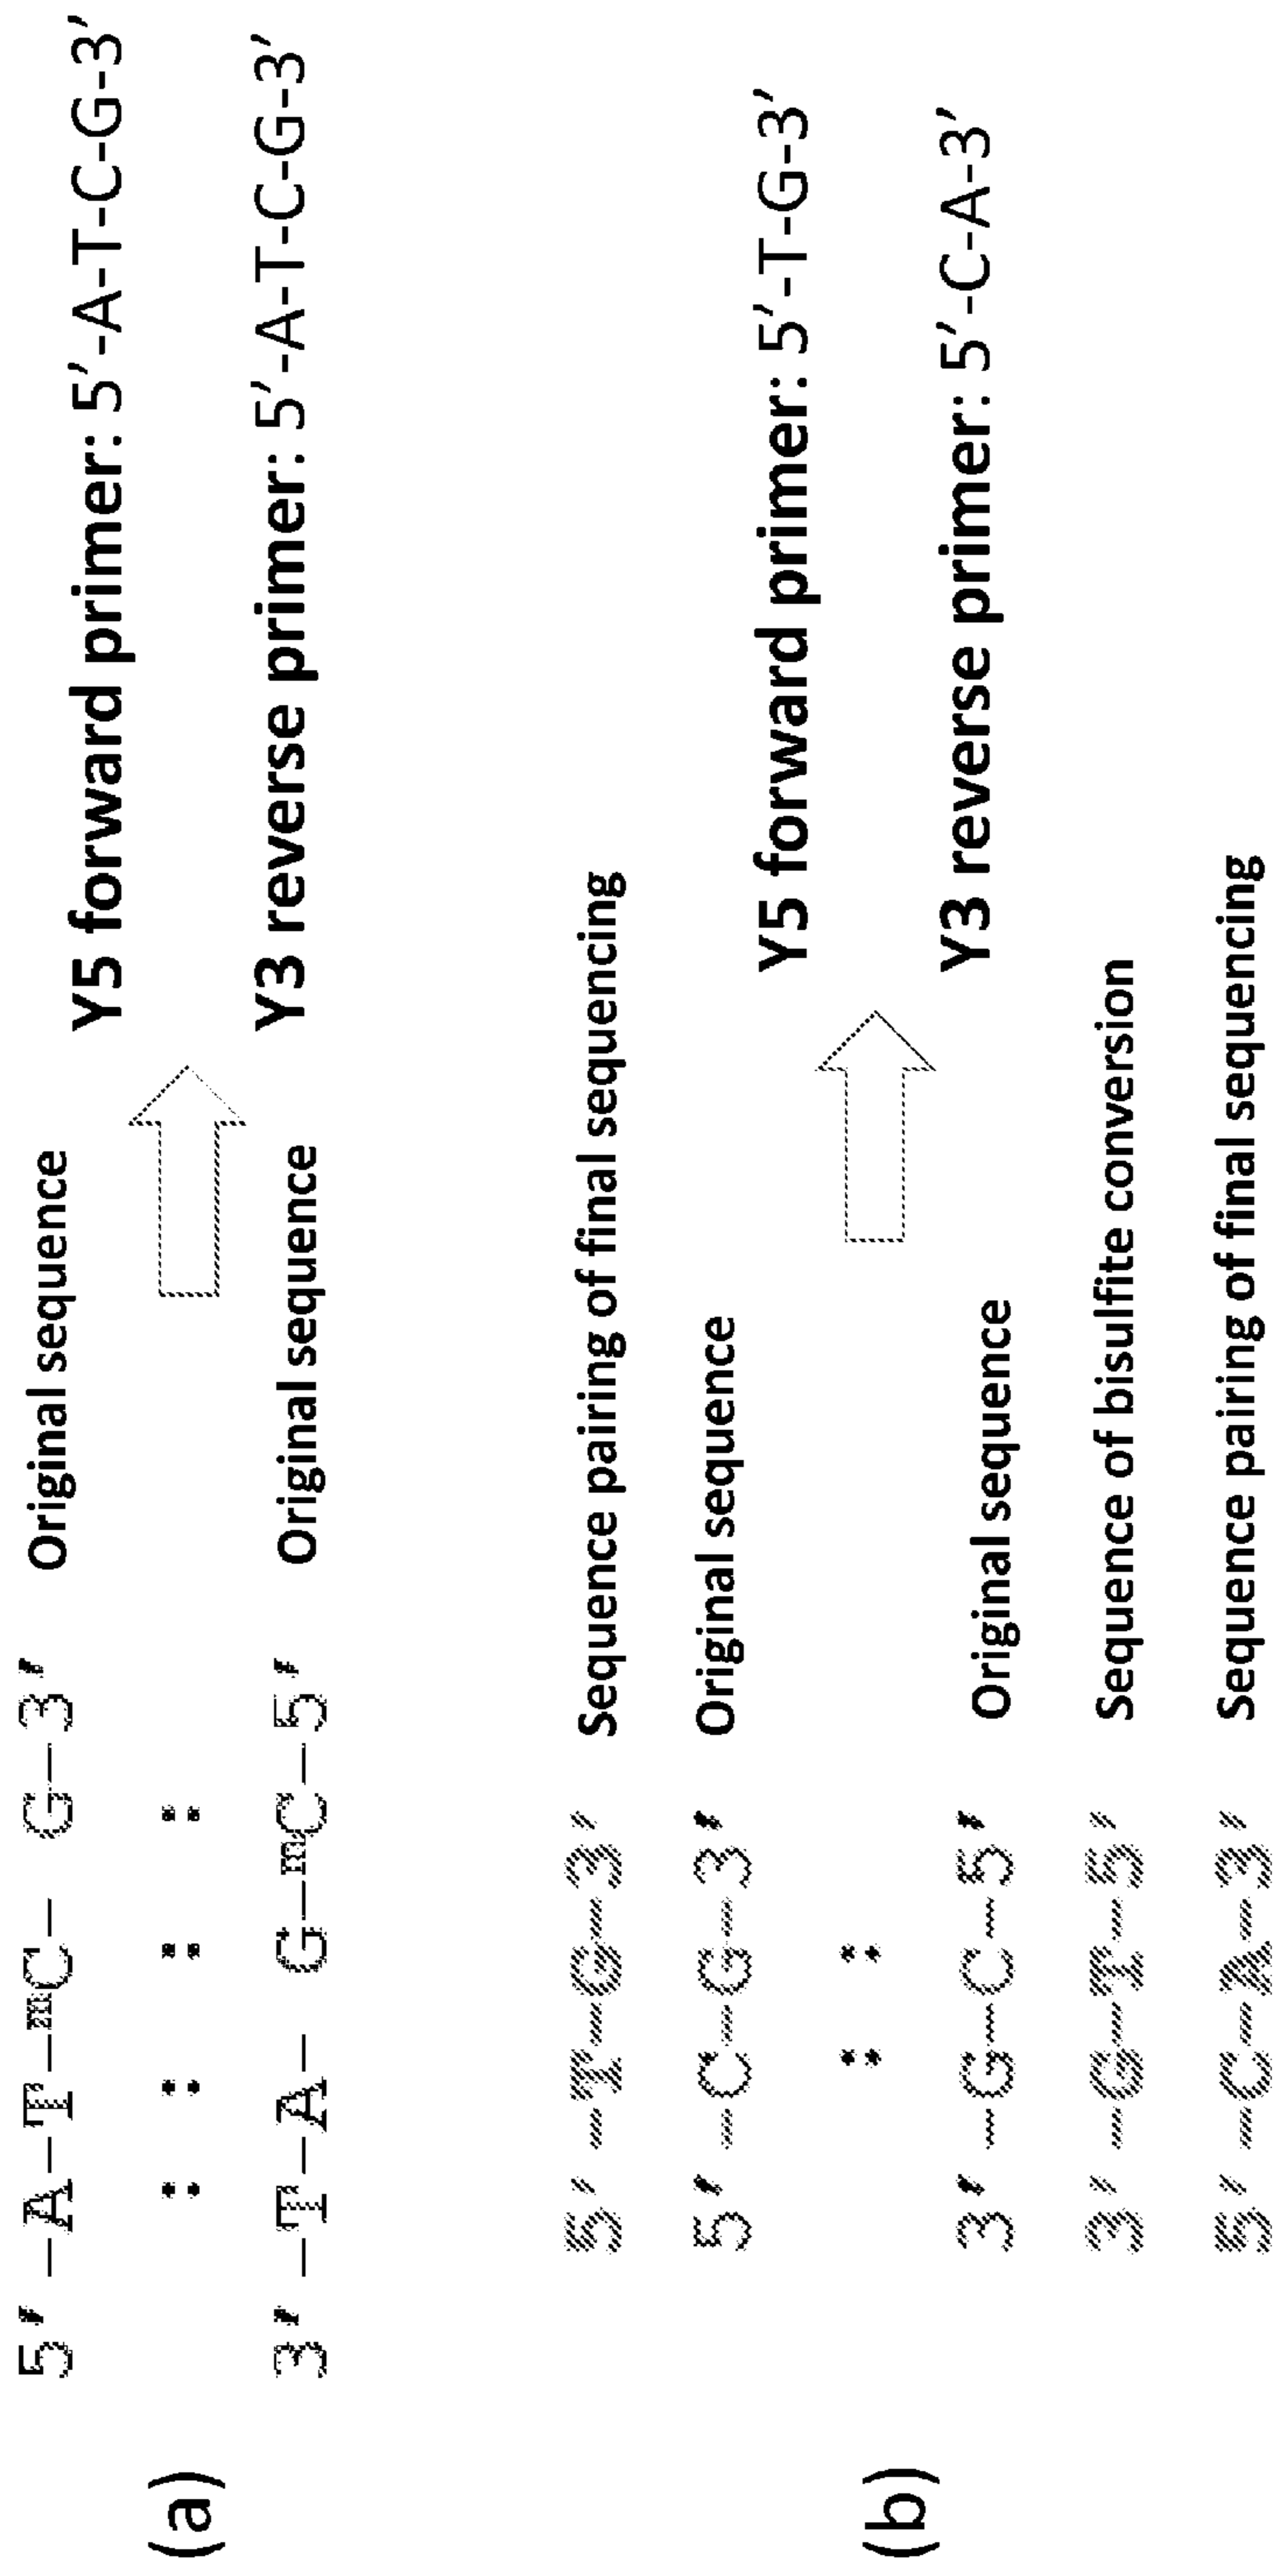 (a)
5' —A—T—mC— G—3' Original sequence
: : : :
3' —T—A— G—mC—5' Original sequence
Y5 forward primer: 5'-A-T-C-G-3'
Y3 reverse primer: 5'-A-T-C-G-3'
(b)
5' —T—G—3' Sequence pairing of final sequencing
5' —C—G—3' Original sequence
: :
3' —G—C—5' Original sequence
3' —G—T—5' Sequence of bisulfite conversion
5' —C—A—3' Sequence pairing of final sequencing
Y5 forward primer: 5'-T-G-3'
Y3 reverse primer: 5'-C-A-3'